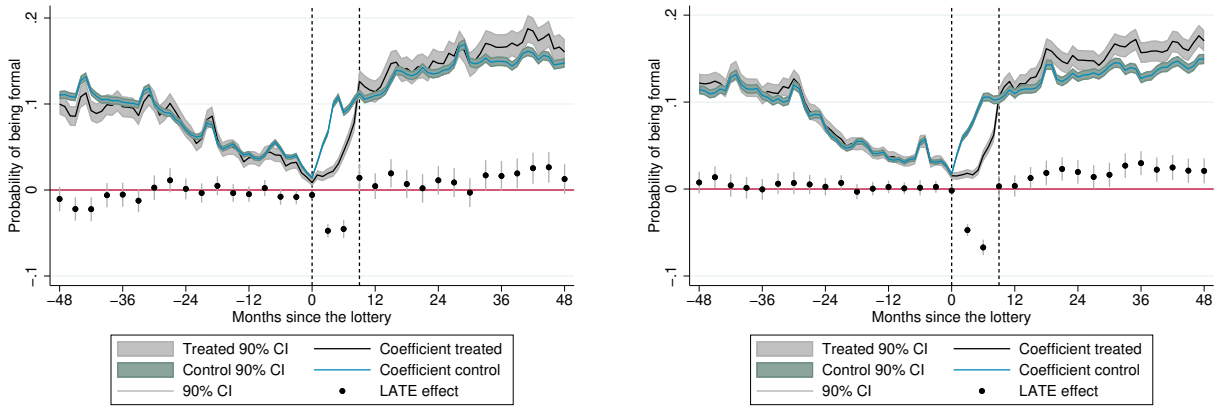 Probability of being formal
.2
.1
0
−.1
−48 −36 −24 −12 0 12 24 36 48
Months since the lottery
Treated 90% CI Coefficient treated
Control 90% CI Coefficient control
90% CI LATE effect
Probability of being formal
.2
.1
0
−.1
−48 −36 −24 −12 0 12 24 36 48
Months since the lottery
Treated 90% CI Coefficient treated
Control 90% CI Coefficient control
90% CI LATE effect